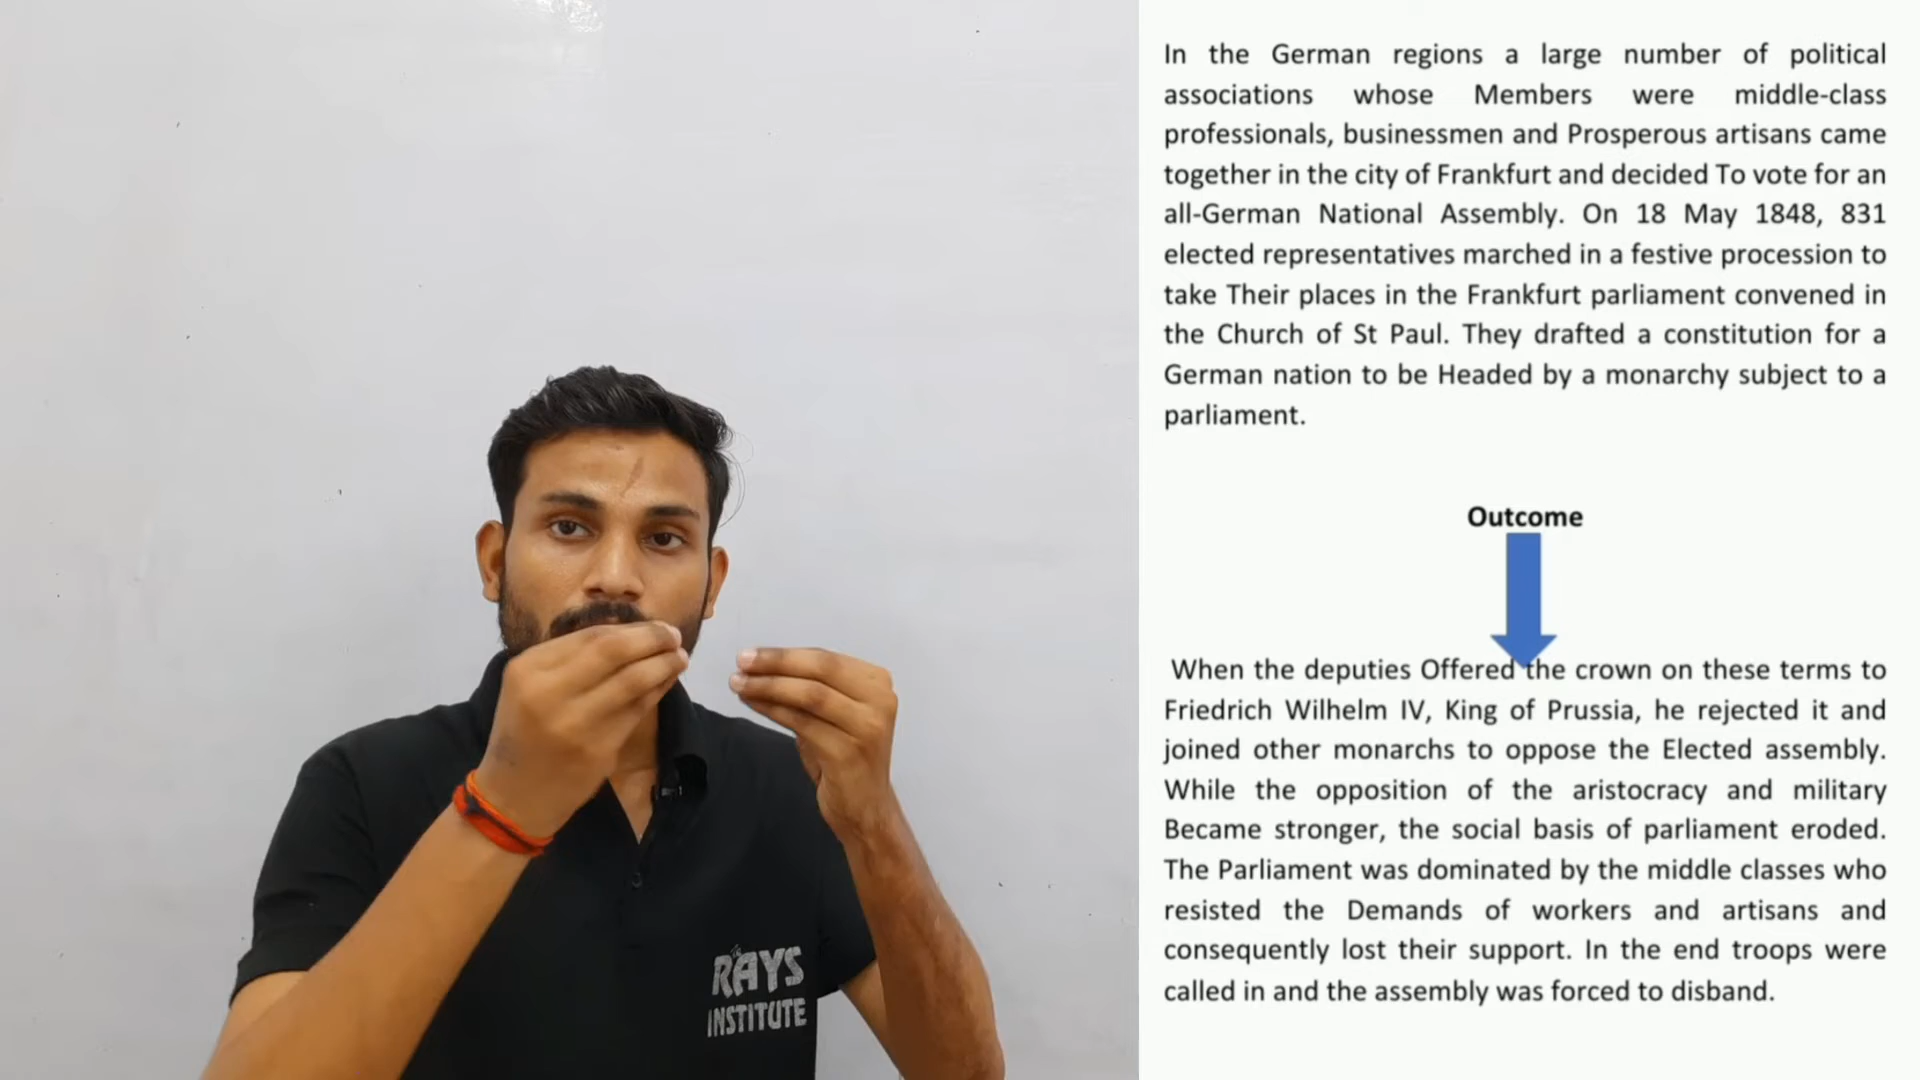 In the German regions a large number of political
associations whose Members were middle-class
professionals, businessmen and Prosperous artisans came
together in the city of Frankfurt and decided To vote for an
all-German National Assembly. On 18 May 1848, 831
elected representatives marched in a festive procession to
take Their places in the Frankfurt parliament convened in
the Church of St Paul. They drafted a constitution for a
German nation to be Headed by a monarchy subject to a
parliament.
Outcome
When the deputies Offered the crown on these terms to
Friedrich Wilhelm IV, King of Prussia, he rejected it and
joined other monarchs to oppose the Elected assembly.
While the opposition of the aristocracy and military
Became stronger, the social basis of parliament eroded.
The Parliament was dominated by the middle classes who
resisted the Demands of workers and artisans and
consequently lost their support. In the end troops were
called in and the assembly was forced to disband.
RAYS
INSTITUTE